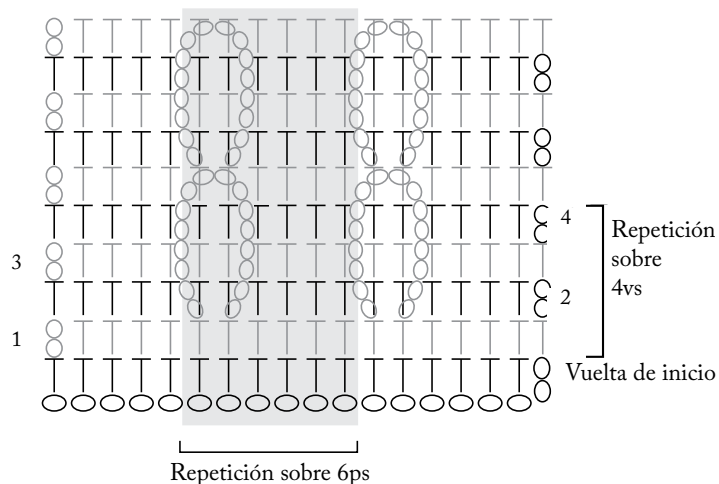 4
Repetición
sobre
4vs
3
2
1
Vuelta de inicio
Repetición sobre 6ps